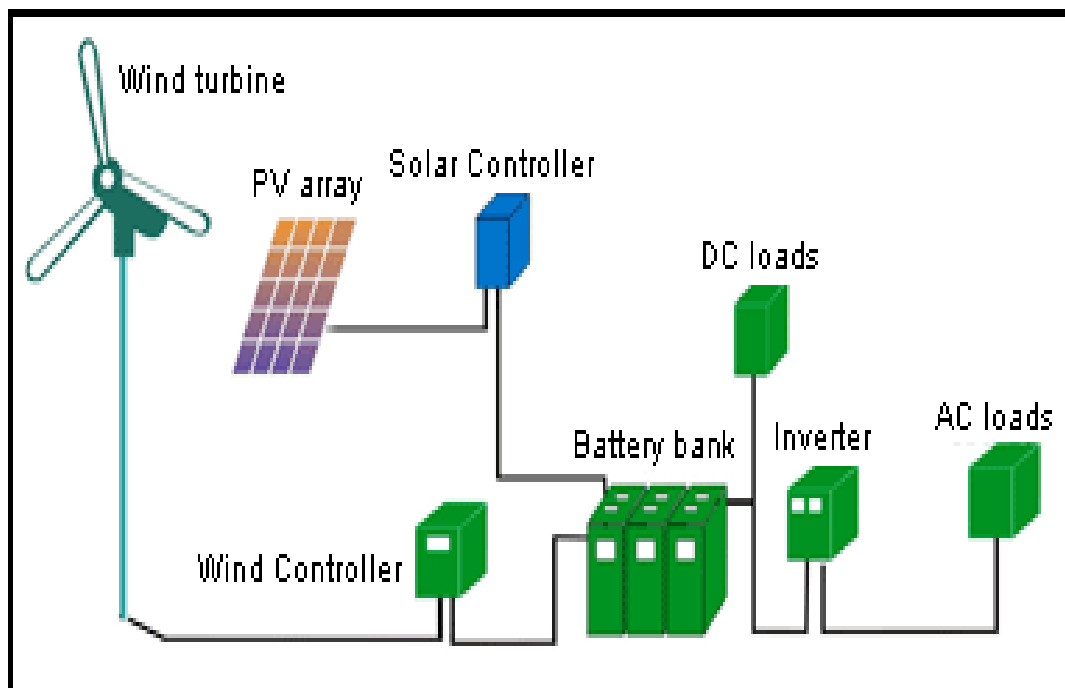 Wind turbine
PV array
Solar Controller
DC loads
Battery bank
Inverter
AC loads
Wind Controller